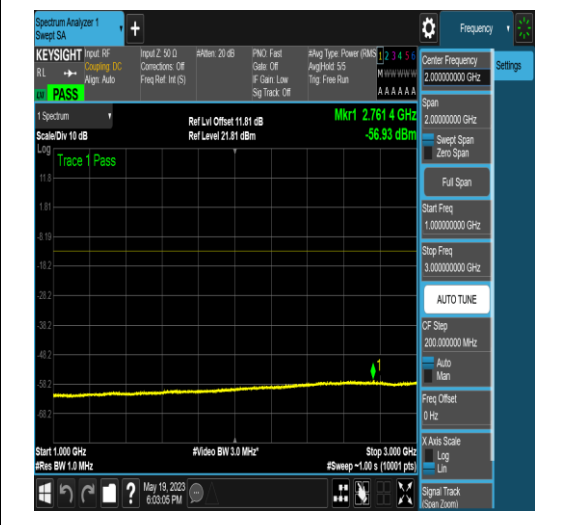 Spectrum Analyzer 1
Swept SA
+
Frequency
KEYSIGHT Input: RF
RL
Coupling: DC
Align: Auto
LXI PASS
Input Z: 50 Ω
Corrections: Off
Freq Ref: Int (S)
#Atten: 20 dB
PNO: Fast
Gate: Off
IF Gain: Low
Sig Track: Off
#Avg Type: Power (RMS
Avg|Hold: 5/5
Trig: Free Run
1 2 3 4 5 6
M W W W W W
A A A A A A
1 Spectrum
Scale/Div 10 dB
Ref Lvl Offset 11.81 dB
Ref Level 21.81 dBm
Mkr1 2.761 4 GHz
-56.93 dBm
Log
Trace 1 Pass
11.8
1.81
-8.19
-18.2
-28.2
-38.2
-48.2
-58.2
-68.2
1
Start 1.000 GHz
#Res BW 1.0 MHz
#Video BW 3.0 MHz*
Stop 3.000 GHz
#Sweep ~1.00 s (10001 pts)
Center Frequency
2.000000000 GHz
Settings
Span
2.00000000 GHz
Swept Span
Zero Span
Full Span
Start Freq
1.000000000 GHz
Stop Freq
3.000000000 GHz
AUTO TUNE
CF Step
200.000000 MHz
Auto
Man
Freq Offset
0 Hz
X Axis Scale
Log
Lin
Signal Track
(Span Zoom)
?
May 19, 2023
6:03:05 PM